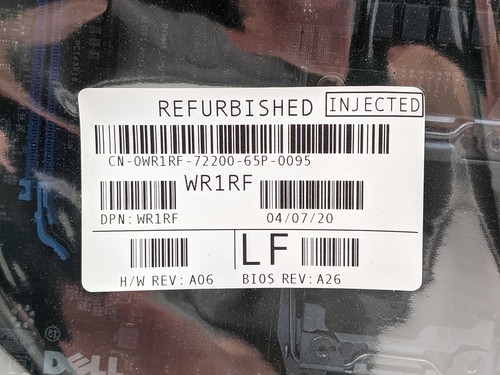 REFURBISHED INJECTED
CN-0WR1RF-72200-65P-0095
WR1RF
DPN: WR1RF 04/07/20
LF
H/W REV: A06 BIOS REV: A26
DELL